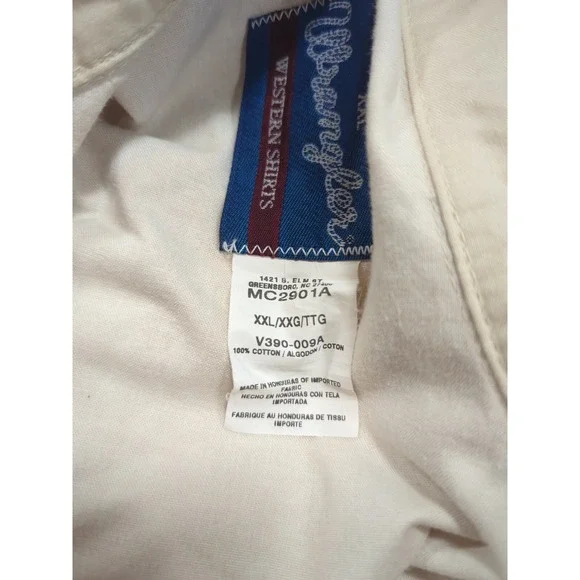 XXL
Wrangler
WESTERN SHIRTS
1421 S. ELM ST.
GREENSBORO, NC
MC2901A
XXL/XXG/TTG
V390-009A
100% COTTON / ALGODON / COTON
MADE IN HONDURAS OF IMPORTED
FABRIC
HECHO EN HONDURAS CON TELA
IMPORTADA
FABRIQUE AU HONDURAS DE TISSU
IMPORTE